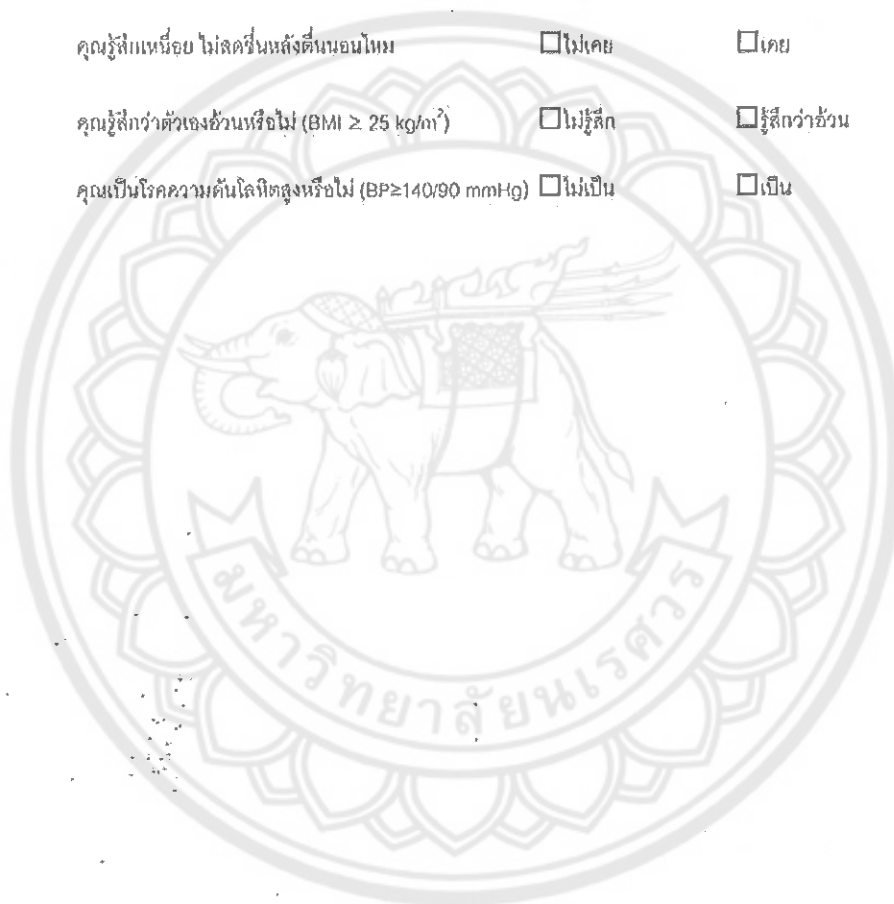 คุณรู้สึกเหนื่อย ไม่สดชื่นหลังตื่นนอนไหม ☐ไม่เคย ☐เคย
คุณรู้สึกว่าตัวเองอ้วนหรือไม่ (BMI ≥ 25 kg/m²) ☐ไม่รู้สึก ☐รู้สึกว่าอ้วน
คุณเป็นโรคความดันโลหิตสูงหรือไม่ (BP≥140/90 mmHg) ☐ไม่เป็น ☐เป็น
มหาวิทยาลัยนเรศวร